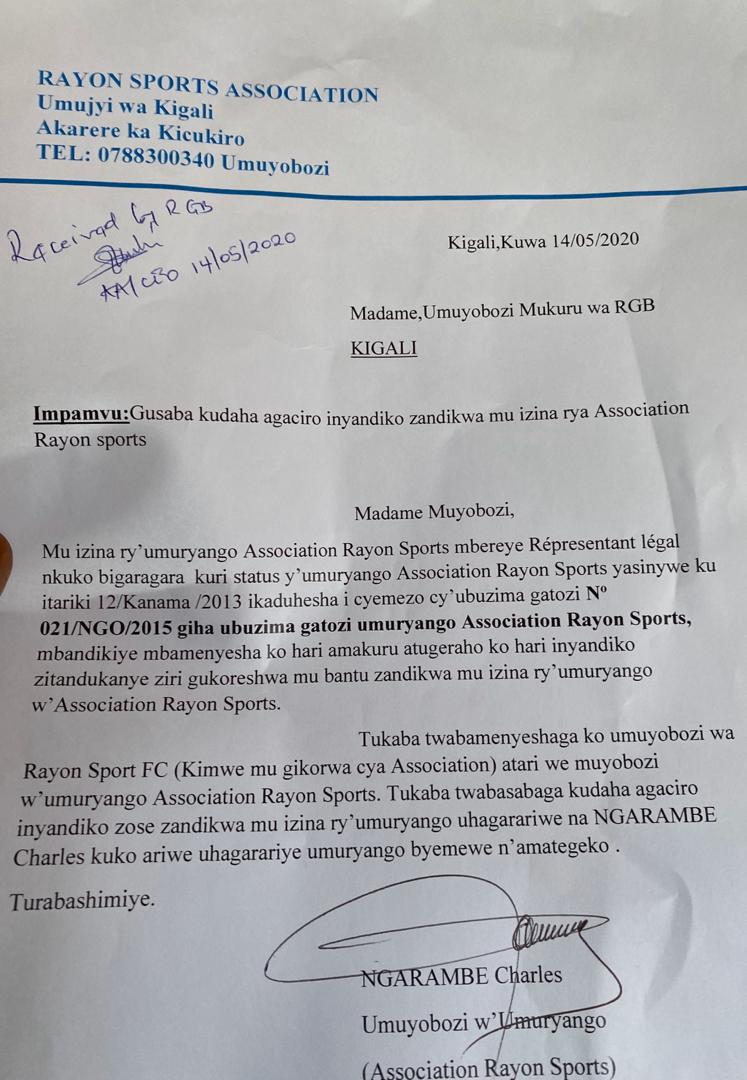 RAYON SPORTS ASSOCIATION
Umujyi wa Kigali
Akarere ka Kicukiro
TEL: 0788300340 Umuyobozi
Received by RGB
14/05/2020
Kigali,Kuwa 14/05/2020
Madame,Umuyobozi Mukuru wa RGB
KIGALI
Impamvu:Gusaba kudaha agaciro inyandiko zandikwa mu izina rya Association
Rayon sports
Madame Muyobozi,
Mu izina ry’umuryango Association Rayon Sports mbereye Répresentant légal
nkuko bigaragara kuri status y’umuryango Association Rayon Sports yasinywe ku
itariki 12/Kanama /2013 ikaduhesha i cyemezo cy’ubuzima gatozi Nº
021/NGO/2015 giha ubuzima gatozi umuryango Association Rayon Sports,
mbandikiye mbamenyesha ko hari amakuru atugeraho ko hari inyandiko
zitandukanye ziri gukoreshwa mu bantu zandikwa mu izina ry’umuryango
w’Association Rayon Sports.
Tukaba twabamenyeshaga ko umuyobozi wa
Rayon Sport FC (Kimwe mu gikorwa cya Association) atari we muyobozi
w’umuryango Association Rayon Sports. Tukaba twabasabaga kudaha agaciro
inyandiko zose zandikwa mu izina ry’umuryango uhagarariwe na NGARAMBE
Charles kuko ariwe uhagarariye umuryango byemewe n’amategeko .
Turabashimiye.
NGARAMBE Charles
Umuyobozi w’Umuryango
(Association Rayon Sports)